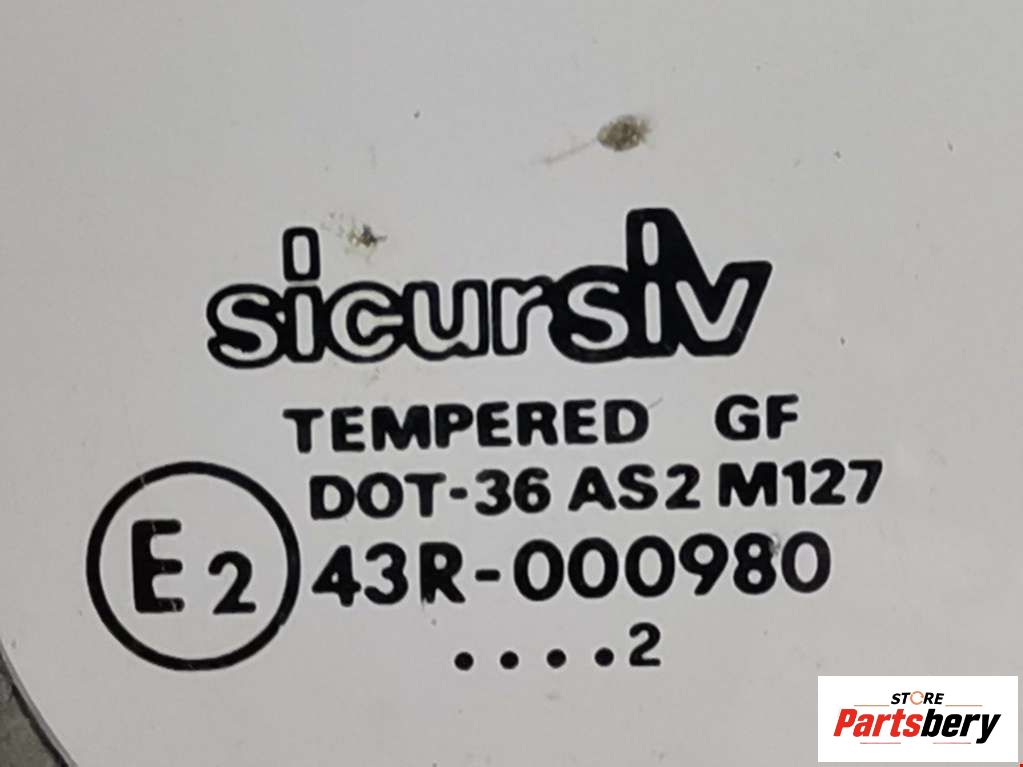 sicursiv
TEMPERED GF
DOT-36 AS2 M127
E2 43R-000980
....2
STORE
Partsbery